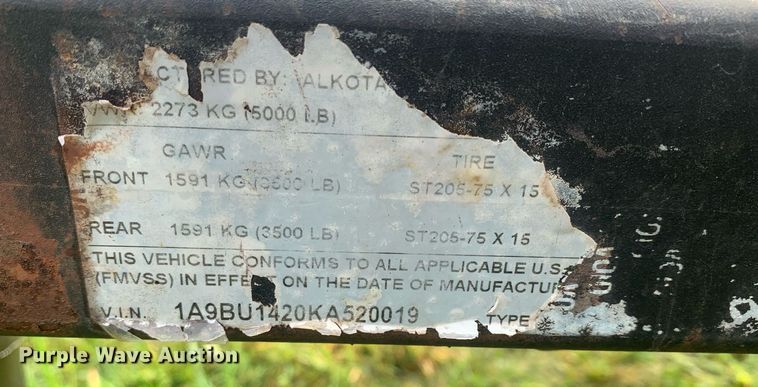 CTURED BY: ALKOTA
2273 KG (5000 LB)
GAWR TIRE
FRONT 1591 KG (3500 LB) ST205-75 X 15
REAR 1591 KG (3500 LB) ST205-75 X 15
THIS VEHICLE CONFORMS TO ALL APPLICABLE U.S.
(FMVSS) IN EFFECT ON THE DATE OF MANUFACTU
V.I.N. 1A9BU1420KA520019 TYPE
Purple Wave Auction